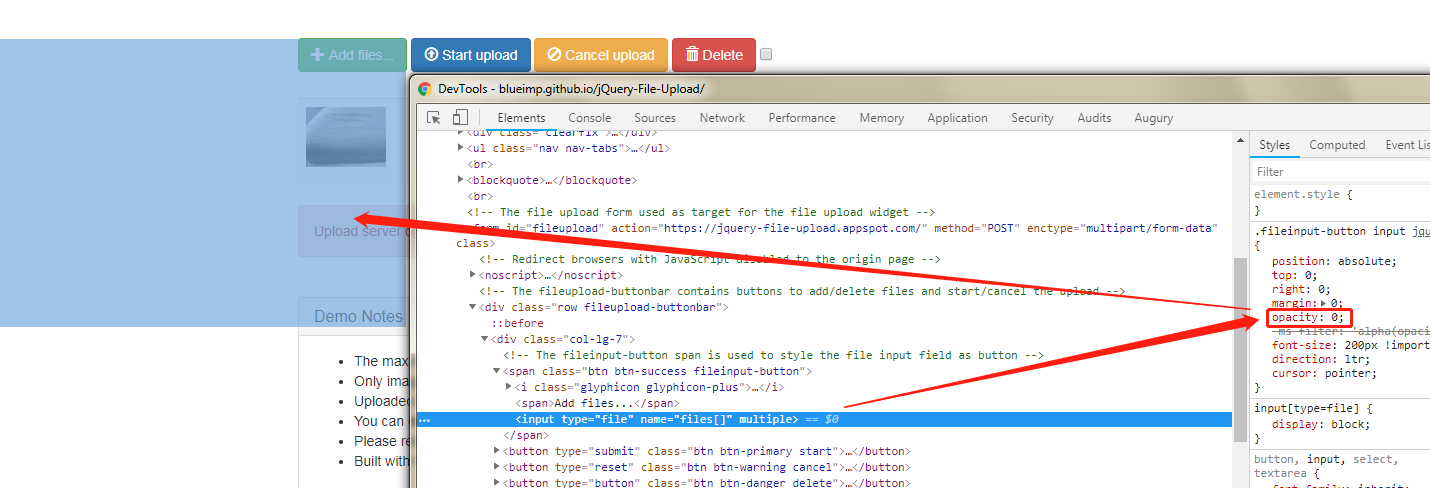 Add files...
Start upload
Cancel upload
Delete
Upload server
Demo Notes
The max
Only ima
Uploaded
You can
Please re
Built with
DevTools - blueimp.github.io/jQuery-File-Upload/
Elements Console Sources Network Performance Memory Application Security Audits Augury
<div class="clearfix">…</div>
<ul class="nav nav-tabs">…</ul>
<br>
<blockquote>…</blockquote>
<br>
<!-- The file upload form used as target for the file upload widget -->
<form id="fileupload" action="https://jquery-file-upload.appspot.com/" method="POST" enctype="multipart/form-data"
class>
<!-- Redirect browsers with JavaScript disabled to the origin page -->
<noscript>…</noscript>
<!-- The fileupload-buttonbar contains buttons to add/delete files and start/cancel the upload -->
<div class="row fileupload-buttonbar">
::before
<div class="col-lg-7">
<!-- The fileinput-button span is used to style the file input field as button -->
<span class="btn btn-success fileinput-button">
<i class="glyphicon glyphicon-plus">…</i>
<span>Add files...</span>
… <input type="file" name="files[]" multiple> == $0
</span>
<button type="submit" class="btn btn-primary start">…</button>
<button type="reset" class="btn btn-warning cancel">…</button>
<button type="button" class="btn btn-danger delete">…</button>
Styles Computed Event Lis
Filter
element.style {
}
.fileinput-button input jqu
{
position: absolute;
top: 0;
right: 0;
margin: 0;
opacity: 0;
-ms-filter: 'alpha(opaci
font-size: 200px !import
direction: ltr;
cursor: pointer;
}
input[type=file] {
display: block;
}
button, input, select,
textarea {
font-family: inherit;